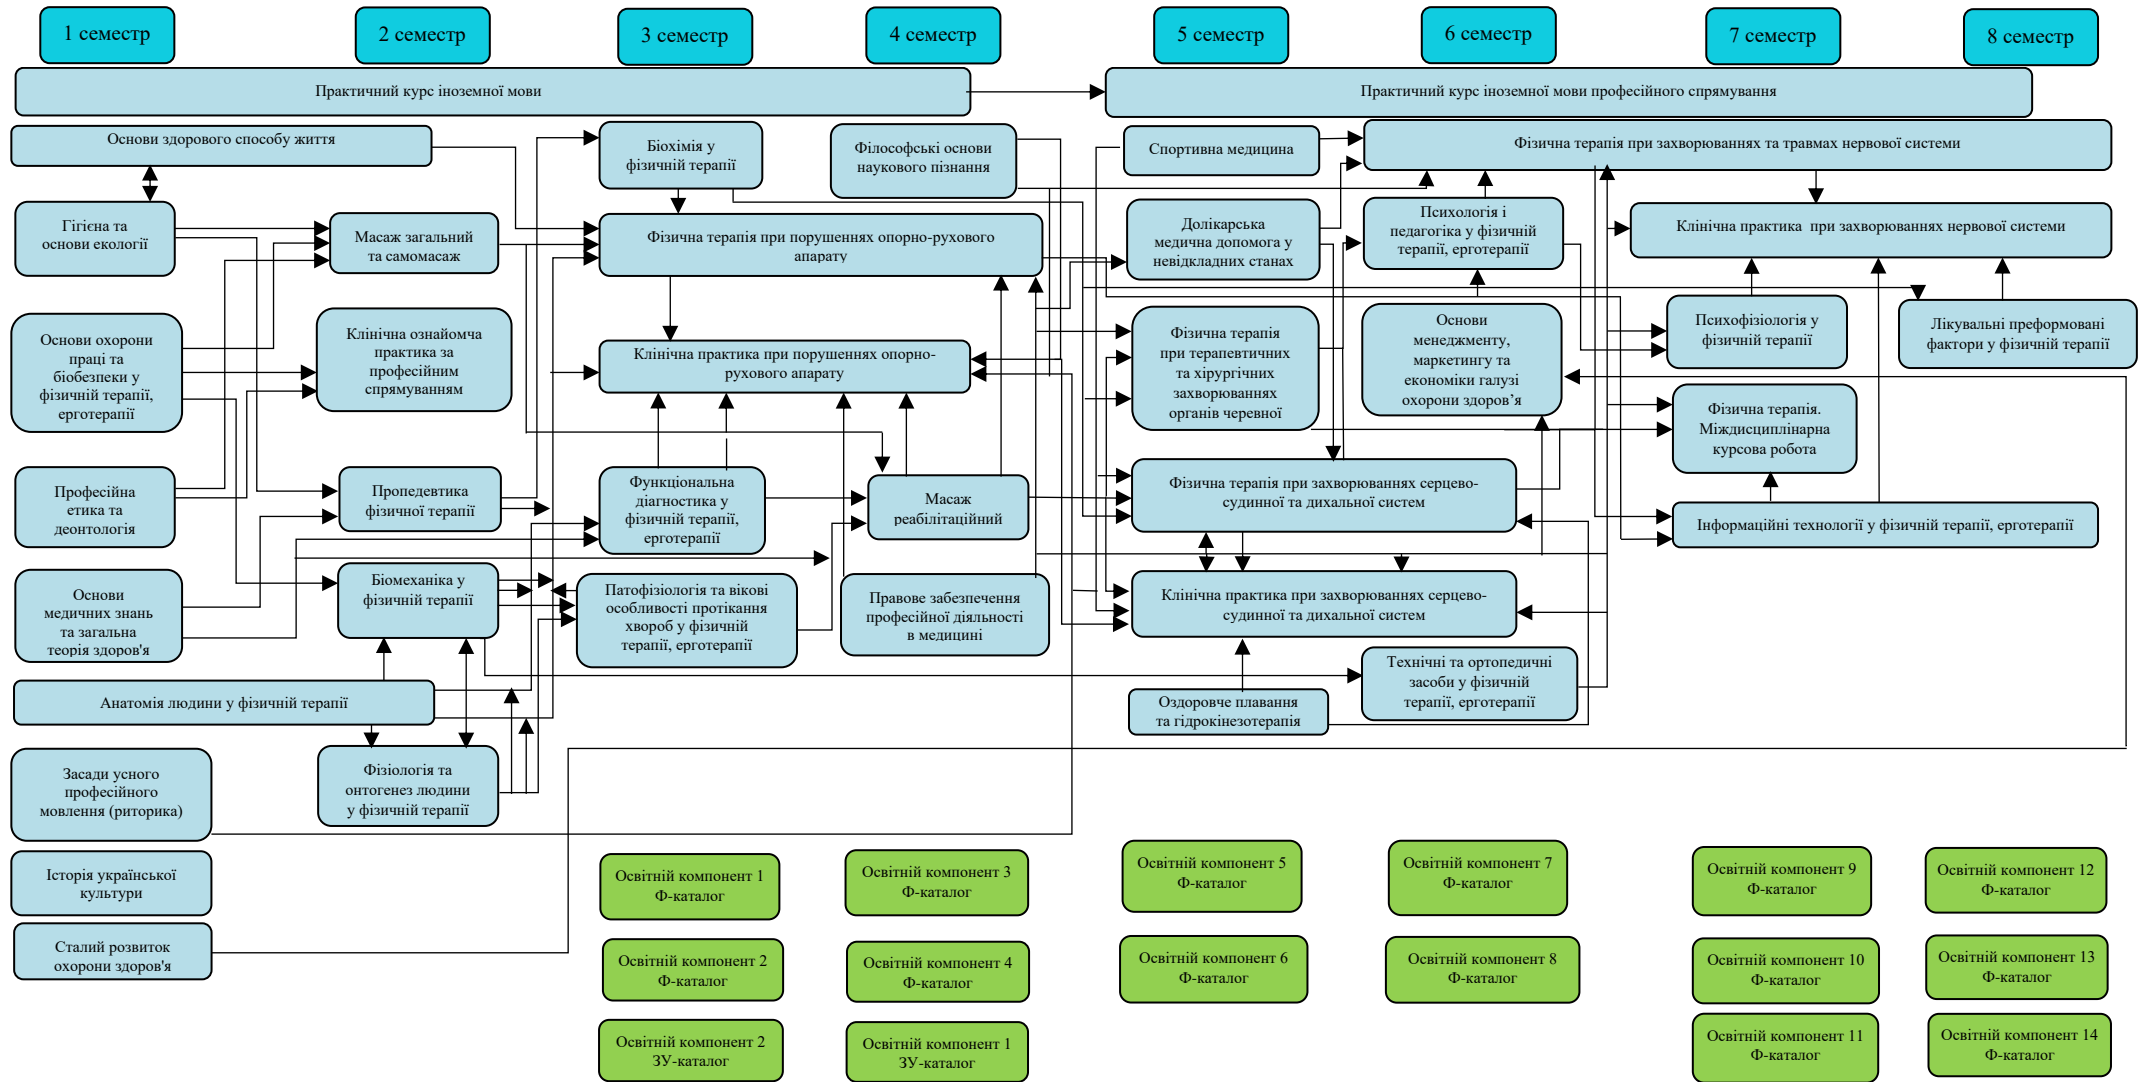 1 семестр
2 семестр
3 семестр
4 семестр
5 семестр
6 семестр
7 семестр
8 семестр
Практичний курс іноземної мови
Практичний курс іноземної мови професійного спрямування
Основи здорового способу життя
Біохімія у
фізичній терапії
Філософські основи
наукового пізнання
Спортивна медицина
Фізична терапія при захворюваннях та травмах нервової системи
Гігієна та
основи екології
Масаж загальний
та самомасаж
Фізична терапія при порушеннях опорно-рухового
апарату
Долікарська
медична допомога у
невідкладних станах
Психологія і
педагогіка у фізичній
терапії, ерготерапії
Клінічна практика при захворюваннях нервової системи
Основи охорони
праці та
біобезпеки у
фізичній терапії,
ерготерапії
Клінічна ознайомча
практика за
професійним
спрямуванням
Клінічна практика при порушеннях опорно-
рухового апарату
Фізична терапія
при терапевтичних
та хірургічних
захворюваннях
органів черевної
Основи
менеджменту,
маркетингу та
економіки галузі
охорони здоров’я
Психофізіологія у
фізичній терапії
Лікувальні преформовані
фактори у фізичній терапії
Фізична терапія.
Міждисциплінарна
курсова робота
Професійна
етика та
деонтологія
Пропедевтика
фізичної терапії
Функціональна
діагностика у
фізичній терапії,
ерготерапії
Масаж
реабілітаційний
Фізична терапія при захворюваннях серцево-
судинної та дихальної систем
Інформаційні технології у фізичній терапії, ерготерапії
Основи
медичних знань
та загальна
теорія здоров'я
Біомеханіка у
фізичній терапії
Патофізіологія та вікові
особливості протікання
хвороб у фізичній
терапії, ерготерапії
Правове забезпечення
професійної діяльності
в медицині
Клінічна практика при захворюваннях серцево-
судинної та дихальної систем
Анатомія людини у фізичній терапії
Оздоровче плавання
та гідрокінезотерапія
Технічні та ортопедичні
засоби у фізичній
терапії, ерготерапії
Засади усного
професійного
мовлення (риторика)
Фізіологія та
онтогенез людини
у фізичній терапії
Історія української
культури
Сталий розвиток
охорони здоров'я
Освітній компонент 1
Ф-каталог
Освітній компонент 3
Ф-каталог
Освітній компонент 5
Ф-каталог
Освітній компонент 7
Ф-каталог
Освітній компонент 9
Ф-каталог
Освітній компонент 12
Ф-каталог
Освітній компонент 2
Ф-каталог
Освітній компонент 4
Ф-каталог
Освітній компонент 6
Ф-каталог
Освітній компонент 8
Ф-каталог
Освітній компонент 10
Ф-каталог
Освітній компонент 13
Ф-каталог
Освітній компонент 2
ЗУ-каталог
Освітній компонент 1
ЗУ-каталог
Освітній компонент 11
Ф-каталог
Освітній компонент 14
Ф-каталог